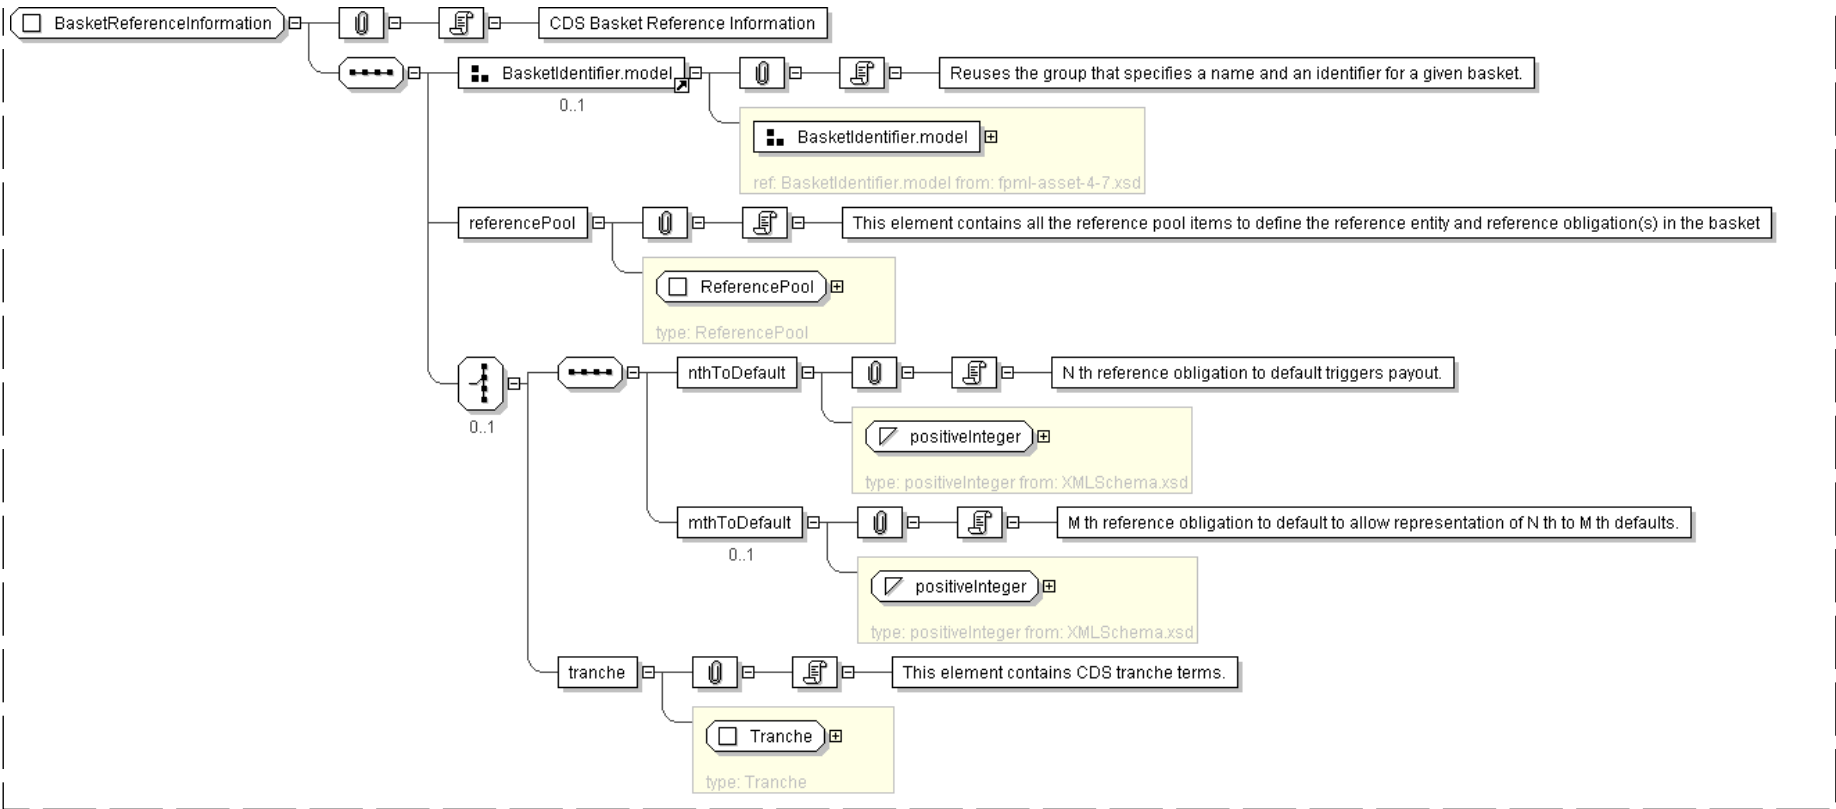 BasketReferenceInformation
CDS Basket Reference Information
BasketIdentifier.model
Reuses the group that specifies a name and an identifier for a given basket.
0..1
BasketIdentifier.model
ref: BasketIdentifier.model from: fpml-asset-4-7.xsd
referencePool
This element contains all the reference pool items to define the reference entity and reference obligation(s) in the basket
ReferencePool
type: ReferencePool
0..1
nthToDefault
N th reference obligation to default triggers payout.
positiveInteger
type: positiveInteger from: XMLSchema.xsd
mthToDefault
M th reference obligation to default to allow representation of N th to M th defaults.
0..1
positiveInteger
type: positiveInteger from: XMLSchema.xsd
tranche
This element contains CDS tranche terms.
Tranche
type: Tranche